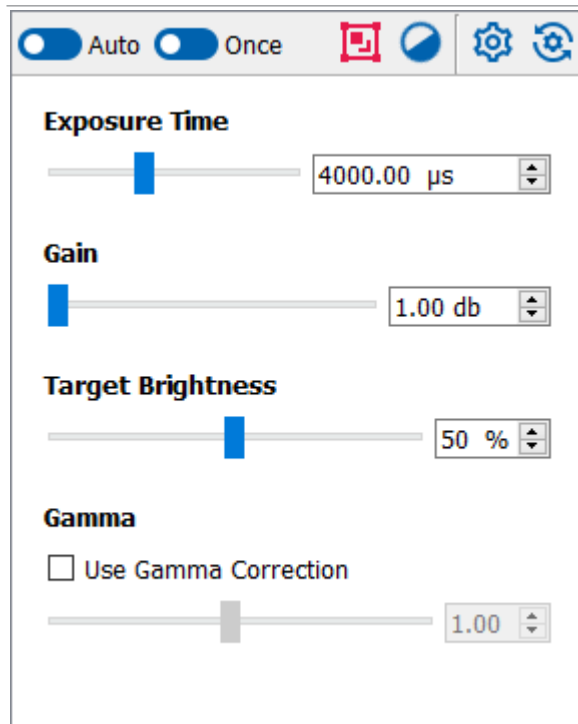 Auto Once
Exposure Time
4000.00 µs
Gain
1.00 db
Target Brightness
50 %
Gamma
Use Gamma Correction
1.00